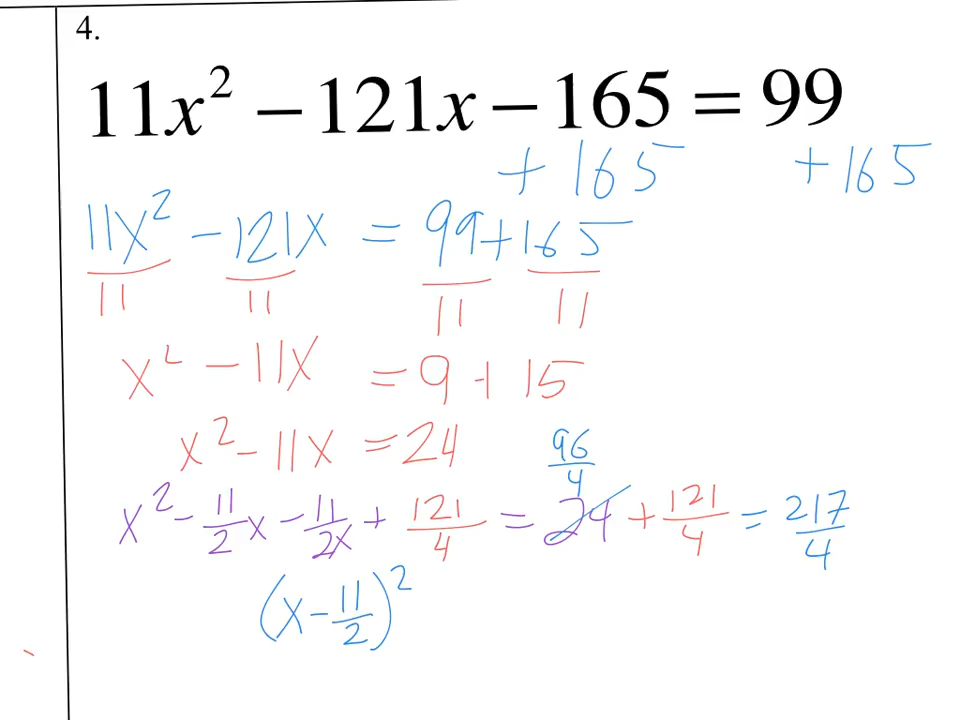 4.
11x² − 121x − 165 = 99
+165 +165
11x² − 121x = 99+165
11 11 11 11
x² − 11x = 9 + 15
x² − 11x = 24
96/4
x² − 11/2 x − 11/2x + 121/4 = 24 + 121/4 = 217/4
(x − 11/2)²